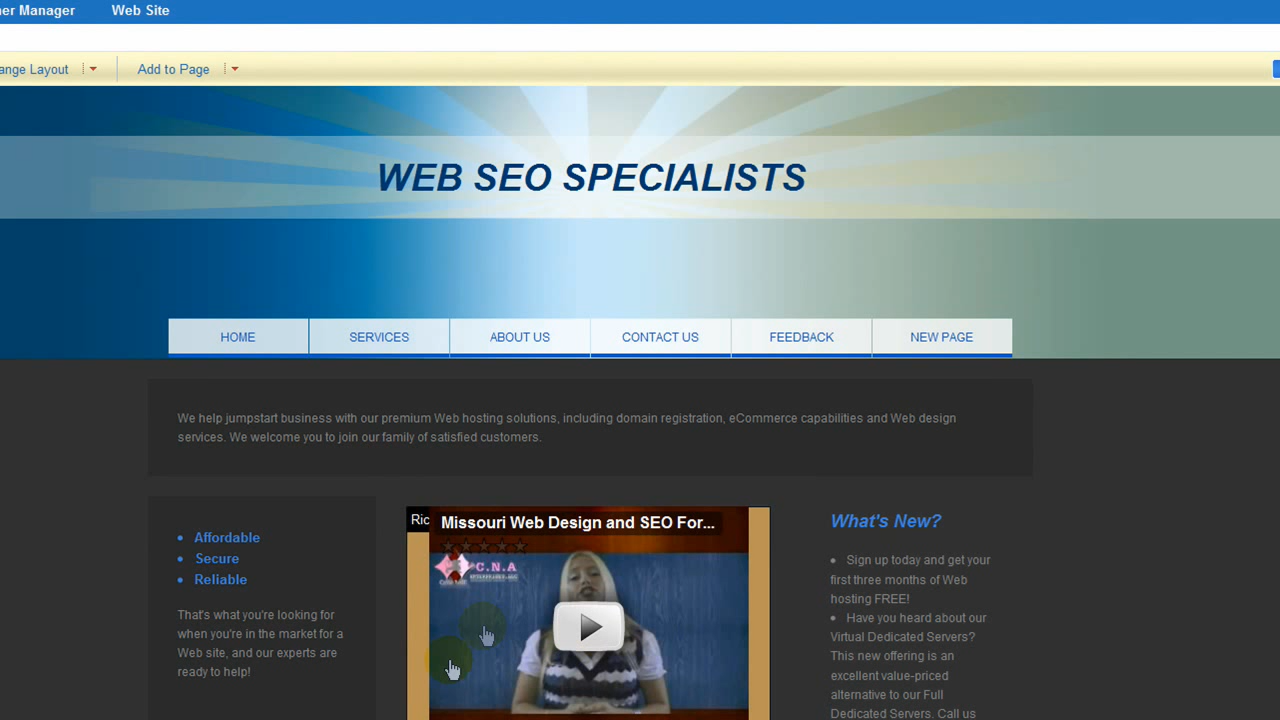 er Manager
Web Site
ange Layout
Add to Page
WEB SEO SPECIALISTS
HOME
SERVICES
ABOUT US
CONTACT US
FEEDBACK
NEW PAGE
We help jumpstart business with our premium Web hosting solutions, including domain registration, eCommerce capabilities and Web design
services. We welcome you to join our family of satisfied customers.
• Affordable
• Secure
• Reliable
That's what you're looking for
when you're in the market for a
Web site, and our experts are
ready to help!
Ric
Missouri Web Design and SEO For...
C.N.A
What's New?
• Sign up today and get your
first three months of Web
hosting FREE!
• Have you heard about our
Virtual Dedicated Servers?
This new offering is an
excellent value-priced
alternative to our Full
Dedicated Servers. Call us